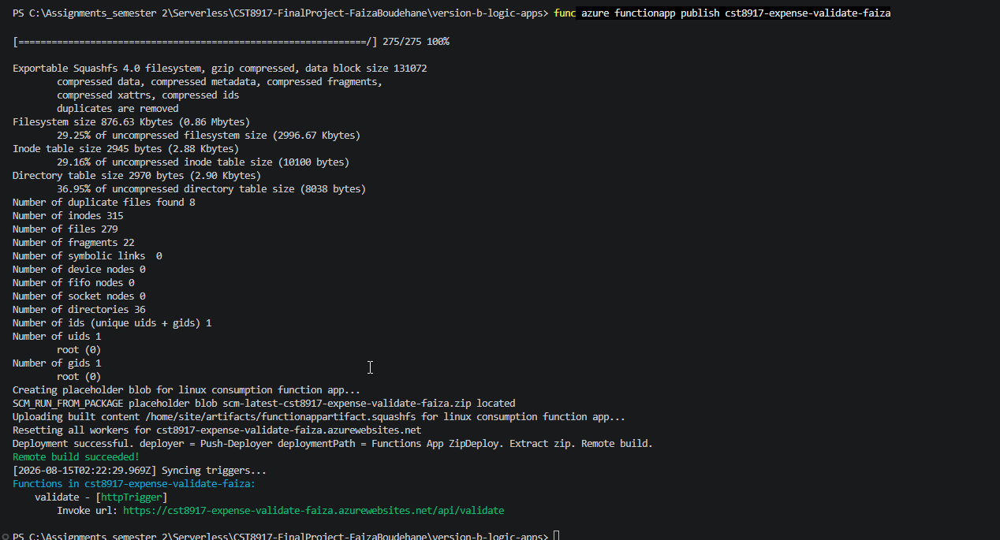 PS C:\Assignments_semester 2\Serverless\CST8917-FinalProject-FaizaBoudehane\version-b-logic-apps> func azure functionapp publish cst8917-expense-validate-faiza
[===============================================================/] 275/275 100%
Exportable Squashfs 4.0 filesystem, gzip compressed, data block size 131072
compressed data, compressed metadata, compressed fragments,
compressed xattrs, compressed ids
duplicates are removed
Filesystem size 876.63 Kbytes (0.86 Mbytes)
29.25% of uncompressed filesystem size (2996.67 Kbytes)
Inode table size 2945 bytes (2.88 Kbytes)
29.16% of uncompressed inode table size (10100 bytes)
Directory table size 2970 bytes (2.90 Kbytes)
36.95% of uncompressed directory table size (8038 bytes)
Number of duplicate files found 8
Number of inodes 315
Number of files 279
Number of fragments 22
Number of symbolic links  0
Number of device nodes 0
Number of fifo nodes 0
Number of socket nodes 0
Number of directories 36
Number of ids (unique uids + gids) 1
Number of uids 1
root (0)
Number of gids 1
root (0)
Creating placeholder blob for linux consumption function app...
SCM_RUN_FROM_PACKAGE placeholder blob scm-latest-cst8917-expense-validate-faiza.zip located
Uploading built content /home/site/artifacts/functionappartifact.squashfs for linux consumption function app...
Resetting all workers for cst8917-expense-validate-faiza.azurewebsites.net
Deployment successful. deployer = Push-Deployer deploymentPath = Functions App ZipDeploy. Extract zip. Remote build.
Remote build succeeded!
[2026-08-15T02:22:29.969Z] Syncing triggers...
Functions in cst8917-expense-validate-faiza:
validate - [httpTrigger]
Invoke url: https://cst8917-expense-validate-faiza.azurewebsites.net/api/validate
PS C:\Assignments_semester 2\Serverless\CST8917-FinalProject-FaizaBoudehane\version-b-logic-apps>